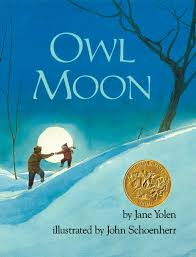 OWL
MOON
by Jane Yolen
illustrated by John Schoenherr